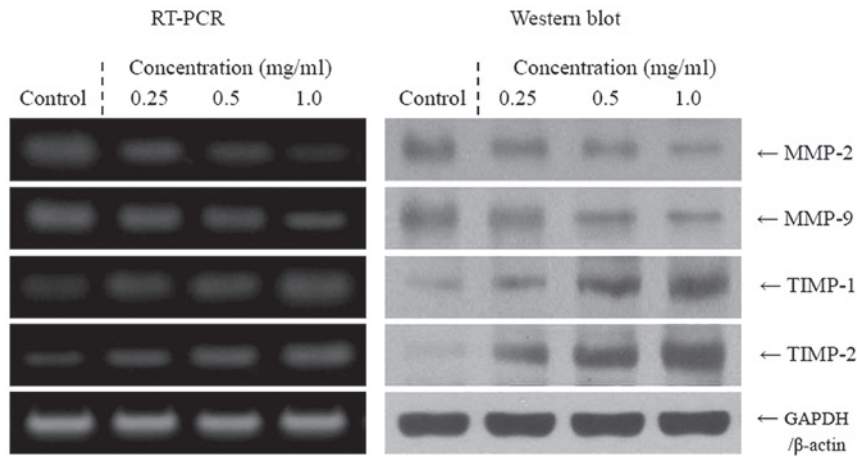 RT-PCR
Western blot
Concentration (mg/ml)
Control 0.25 0.5 1.0
Concentration (mg/ml)
Control 0.25 0.5 1.0
← MMP-2
← MMP-9
← TIMP-1
← TIMP-2
← GAPDH
/β-actin